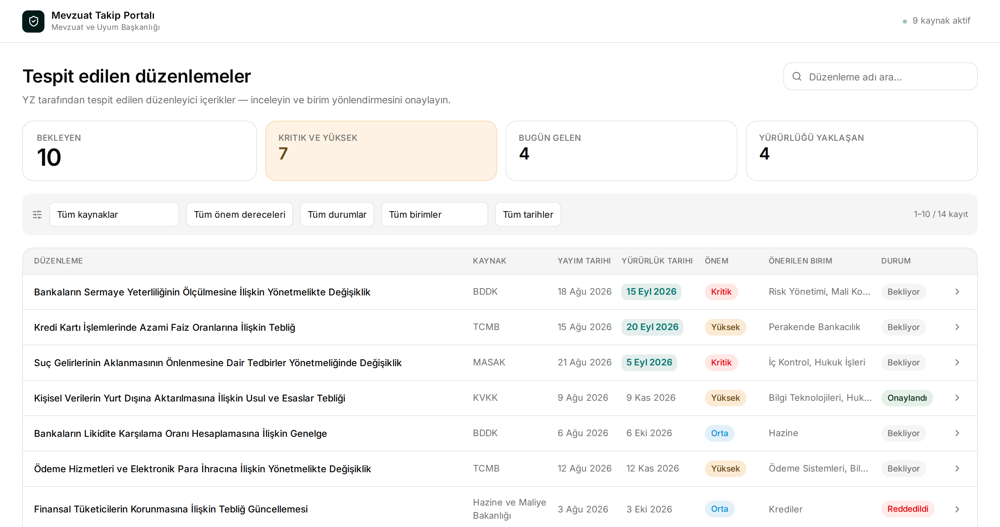 Mevzuat Takip Portalı
Mevzuat ve Uyum Başkanlığı
9 kaynak aktif
Tespit edilen düzenlemeler
Düzenleme adı ara...
YZ tarafından tespit edilen düzenleyici içerikler — inceleyin ve birim yönlendirmesini onaylayın.
BEKLEYEN
10
KRITIK VE YÜKSEK
7
BUGÜN GELEN
4
YÜRÜRLÜĞÜ YAKLAŞAN
4
Tüm kaynaklar Tüm önem dereceleri Tüm durumlar Tüm birimler Tüm tarihler 1–10 / 14 kayıt
DÜZENLEME KAYNAK YAYIM TARIHI YÜRÜRLÜK TARIHI ÖNEM ÖNERILEN BIRIM DURUM
Bankaların Sermaye Yeterliliğinin Ölçülmesine İlişkin Yönetmelikte Değişiklik BDDK 18 Ağu 2026 15 Eyl 2026 Kritik Risk Yönetimi, Mali Ko... Bekliyor
Kredi Kartı İşlemlerinde Azami Faiz Oranlarına İlişkin Tebliğ TCMB 15 Ağu 2026 20 Eyl 2026 Yüksek Perakende Bankacılık Bekliyor
Suç Gelirlerinin Aklanmasının Önlenmesine Dair Tedbirler Yönetmeliğinde Değişiklik MASAK 21 Ağu 2026 5 Eyl 2026 Kritik İç Kontrol, Hukuk İşleri Bekliyor
Kişisel Verilerin Yurt Dışına Aktarılmasına İlişkin Usul ve Esaslar Tebliği KVKK 9 Ağu 2026 9 Kas 2026 Yüksek Bilgi Teknolojileri, Huk... Onaylandı
Bankaların Likidite Karşılama Oranı Hesaplamasına İlişkin Genelge BDDK 6 Ağu 2026 6 Eki 2026 Orta Hazine Bekliyor
Ödeme Hizmetleri ve Elektronik Para İhracına İlişkin Yönetmelikte Değişiklik TCMB 12 Ağu 2026 12 Kas 2026 Yüksek Ödeme Sistemleri, Bil... Bekliyor
Finansal Tüketicilerin Korunmasına İlişkin Tebliğ Güncellemesi Hazine ve Maliye Bakanlığı 3 Ağu 2026 3 Eki 2026 Orta Krediler Reddedildi